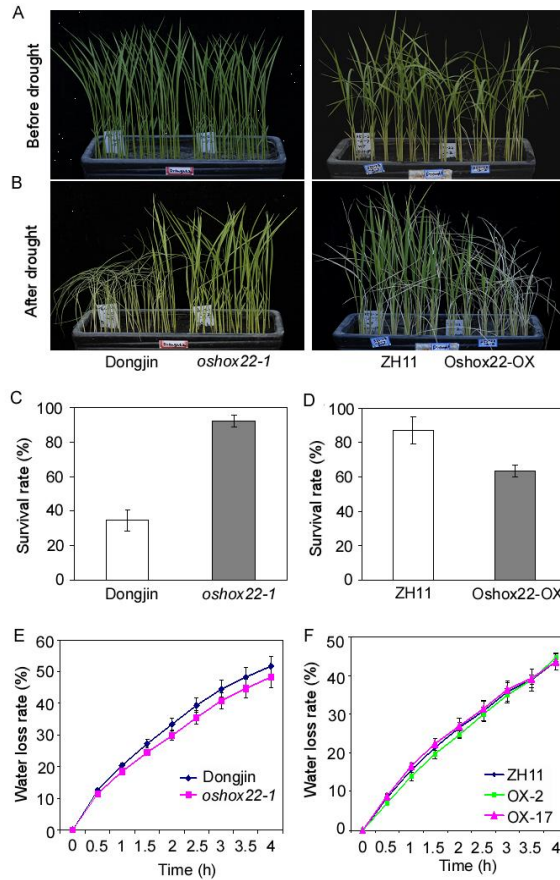 A
Before drought
B
After drought
Dongjin oshox22-1 ZH11 Oshox22-OX
C
Survival rate (%)
100
80
60
40
20
0
Dongjin oshox22-1
D
Survival rate (%)
100
80
60
40
20
0
ZH11 Oshox22-OX
E
Water loss rate (%)
60
50
40
30
20
10
0
Dongjin
oshox22-1
0 0.5 1 1.5 2 2.5 3 3.5 4
Time (h)
F
Water loss rate (%)
50
40
30
20
10
0
ZH11
OX-2
OX-17
0 0.5 1 1.5 2 2.5 3 3.5 4
Time (h)